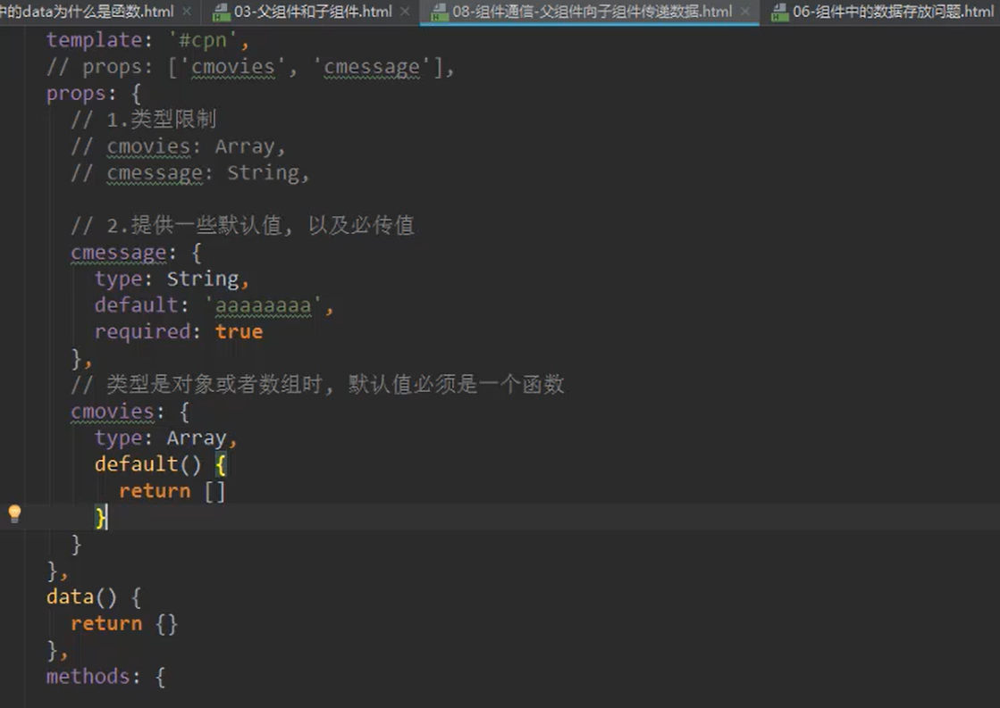 中的data为什么是函数.html × 03-父组件和子组件.html × 08-组件通信-父组件向子组件传递数据.html × 06-组件中的数据存放问题.html
template: '#cpn',
// props: ['cmovies', 'cmessage'],
props: {
// 1.类型限制
// cmovies: Array,
// cmessage: String,
// 2.提供一些默认值, 以及必传值
cmessage: {
type: String,
default: 'aaaaaaaa',
required: true
},
// 类型是对象或者数组时, 默认值必须是一个函数
cmovies: {
type: Array,
default() {
return []
}
}
},
data() {
return {}
},
methods: {